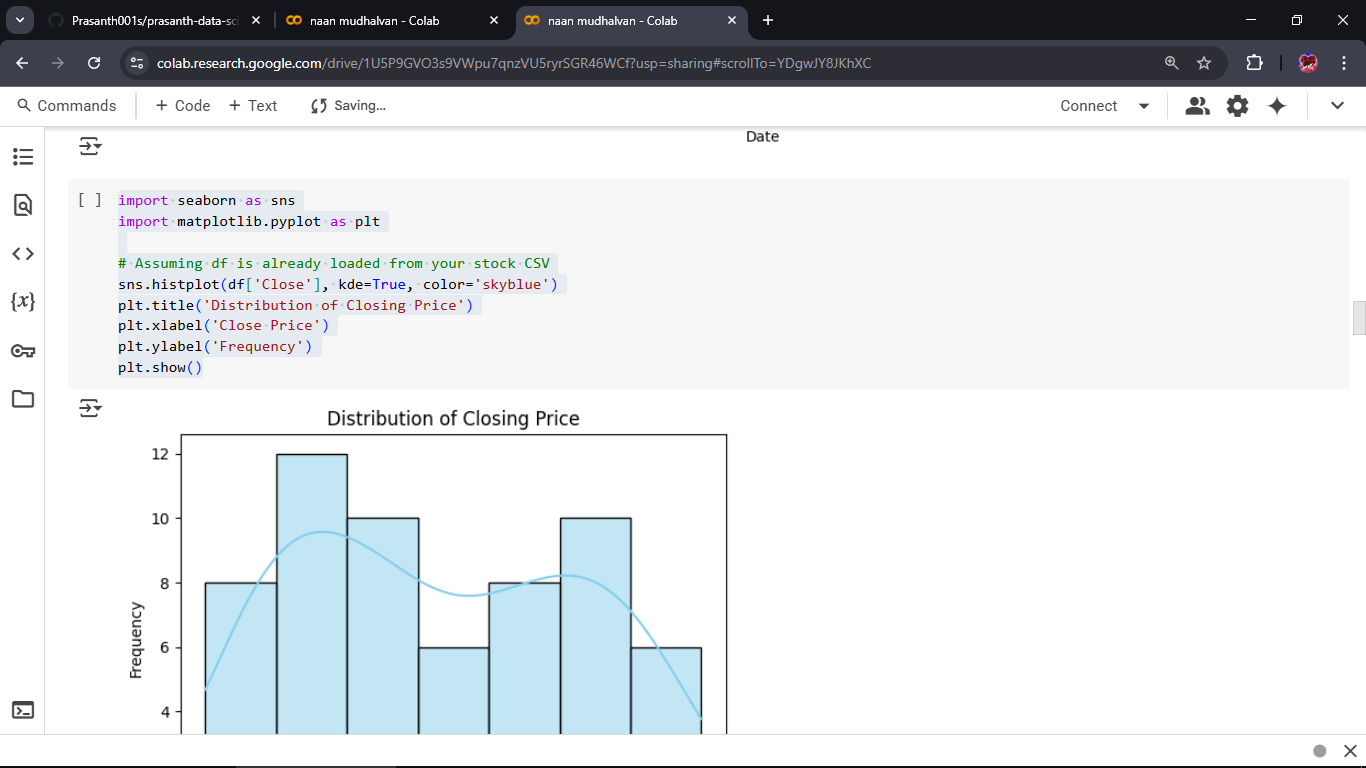 Prasanth001s/prasanth-data-sci
naan mudhalvan - Colab
naan mudhalvan - Colab
colab.research.google.com/drive/1U5P9GVO3s9VWpu7qnzVU5ryrSGR46WCf?usp=sharing#scrollTo=YDgwJY8JKhXC
Commands
+ Code
+ Text
Saving...
Connect
Date
[ ]
import seaborn as sns
import matplotlib.pyplot as plt
# Assuming df is already loaded from your stock CSV
sns.histplot(df['Close'], kde=True, color='skyblue')
plt.title('Distribution of Closing Price')
plt.xlabel('Close Price')
plt.ylabel('Frequency')
plt.show()
Distribution of Closing Price
12
10
8
6
4
Frequency